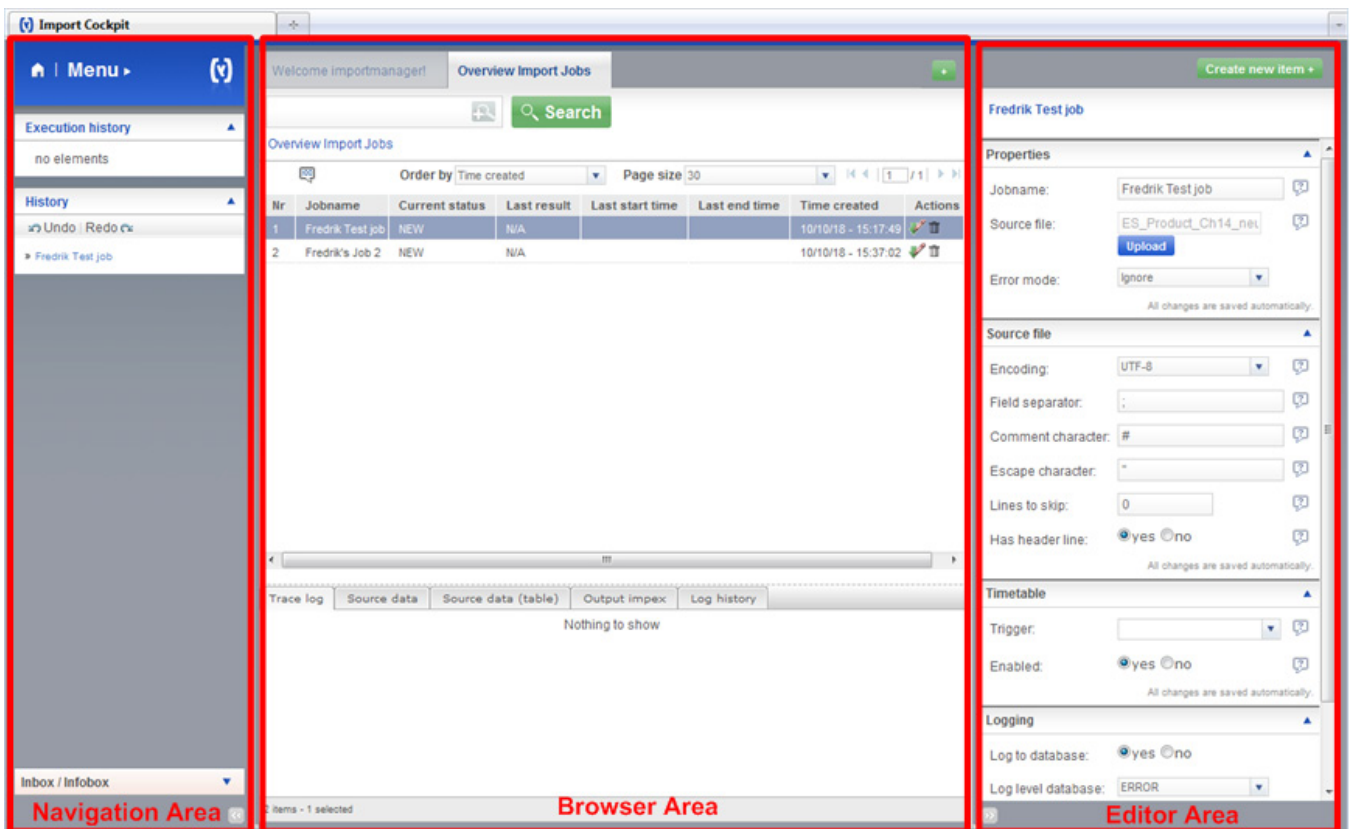 Import Cockpit
Menu
Execution history
no elements
History
Undo | Redo
» Fredrik Test job
Inbox / Infobox
Navigation Area
Welcome importmanager!
Overview Import Jobs
+
Search
Overview Import Jobs
Order by Time created Page size 30 1 / 1
Nr Jobname Current status Last result Last start time Last end time Time created Actions
1 Fredrik Test job NEW N/A 10/10/18 - 15:17:49
2 Fredrik's Job 2 NEW N/A 10/10/18 - 15:37:02
Trace log Source data Source data (table) Output impex Log history
Nothing to show
items - 1 selected
Browser Area
Create new item +
Fredrik Test job
Properties
Jobname: Fredrik Test job
Source file: ES_Product_Ch14_neu
Upload
Error mode: Ignore
All changes are saved automatically.
Source file
Encoding: UTF-8
Field separator: ;
Comment character: #
Escape character: "
Lines to skip: 0
Has header line: yes no
All changes are saved automatically.
Timetable
Trigger:
Enabled: yes no
All changes are saved automatically.
Logging
Log to database: yes no
Log level database: ERROR
Editor Area